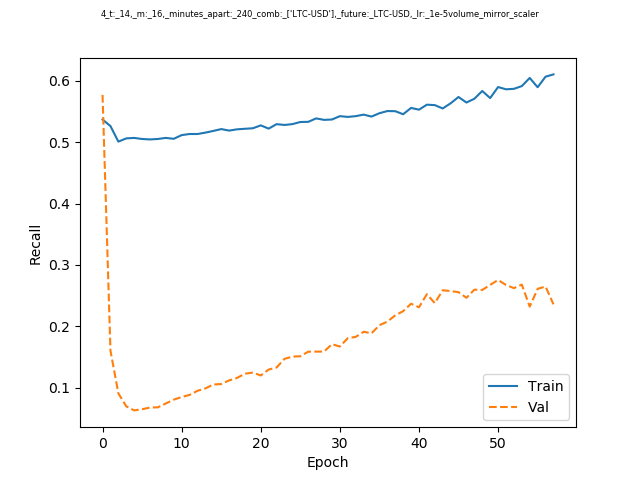 4_t:_14,_m:_16,_minutes_apart:_240_comb:_['LTC-USD'],_future:_LTC-USD,_lr:_1e-5volume_mirror_scaler
0.6
0.5
0.4
0.3
0.2
0.1
Recall
Train
Val
0 10 20 30 40 50
Epoch